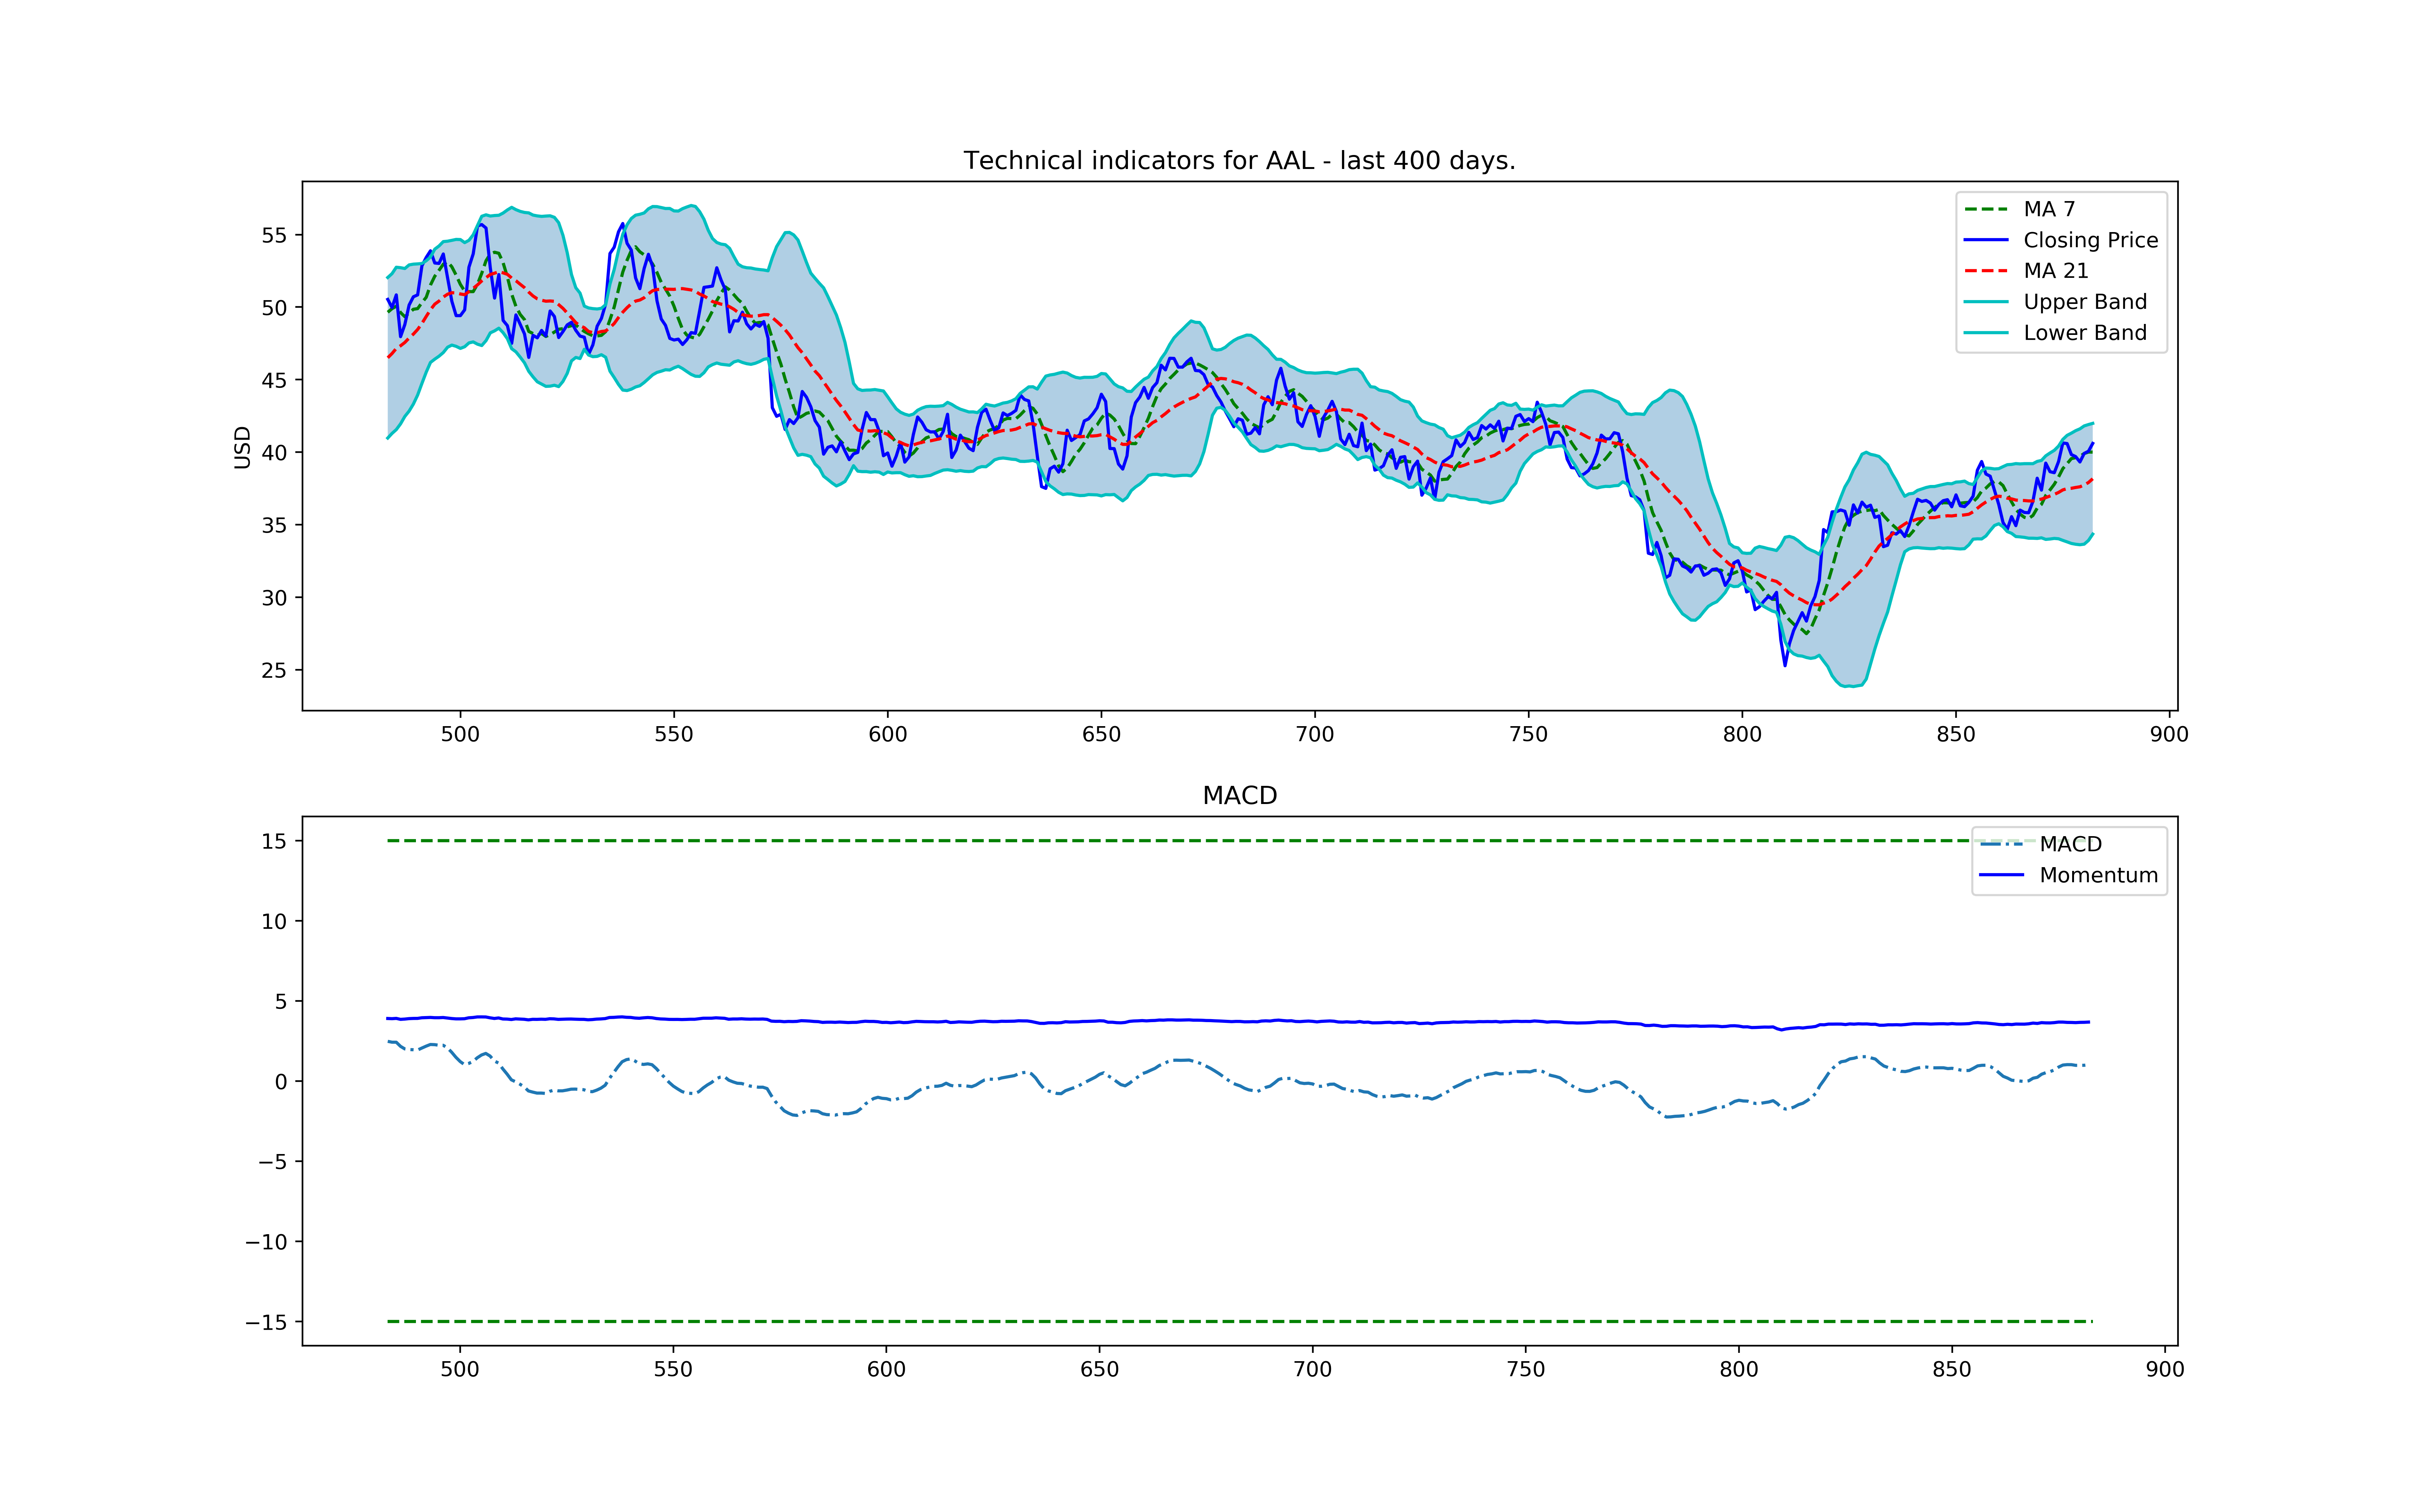 Technical indicators for AAL - last 400 days.
USD
55
50
45
40
35
30
25
MA 7
Closing Price
MA 21
Upper Band
Lower Band
500 550 600 650 700 750 800 850 900
MACD
15
10
5
0
−5
−10
−15
MACD
Momentum
500 550 600 650 700 750 800 850 900